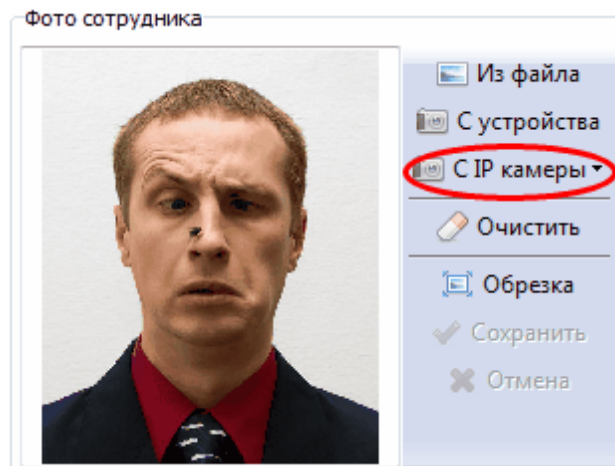 Фото сотрудника
Из файла
С устройства
С IP камеры
Очистить
Обрезка
Сохранить
Отмена